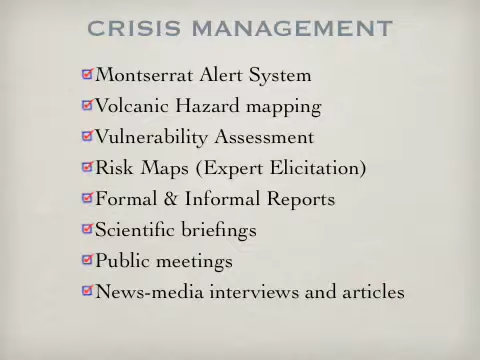 CRISIS MANAGEMENT
Montserrat Alert System
Volcanic Hazard mapping
Vulnerability Assessment
Risk Maps (Expert Elicitation)
Formal & Informal Reports
Scientific briefings
Public meetings
News-media interviews and articles